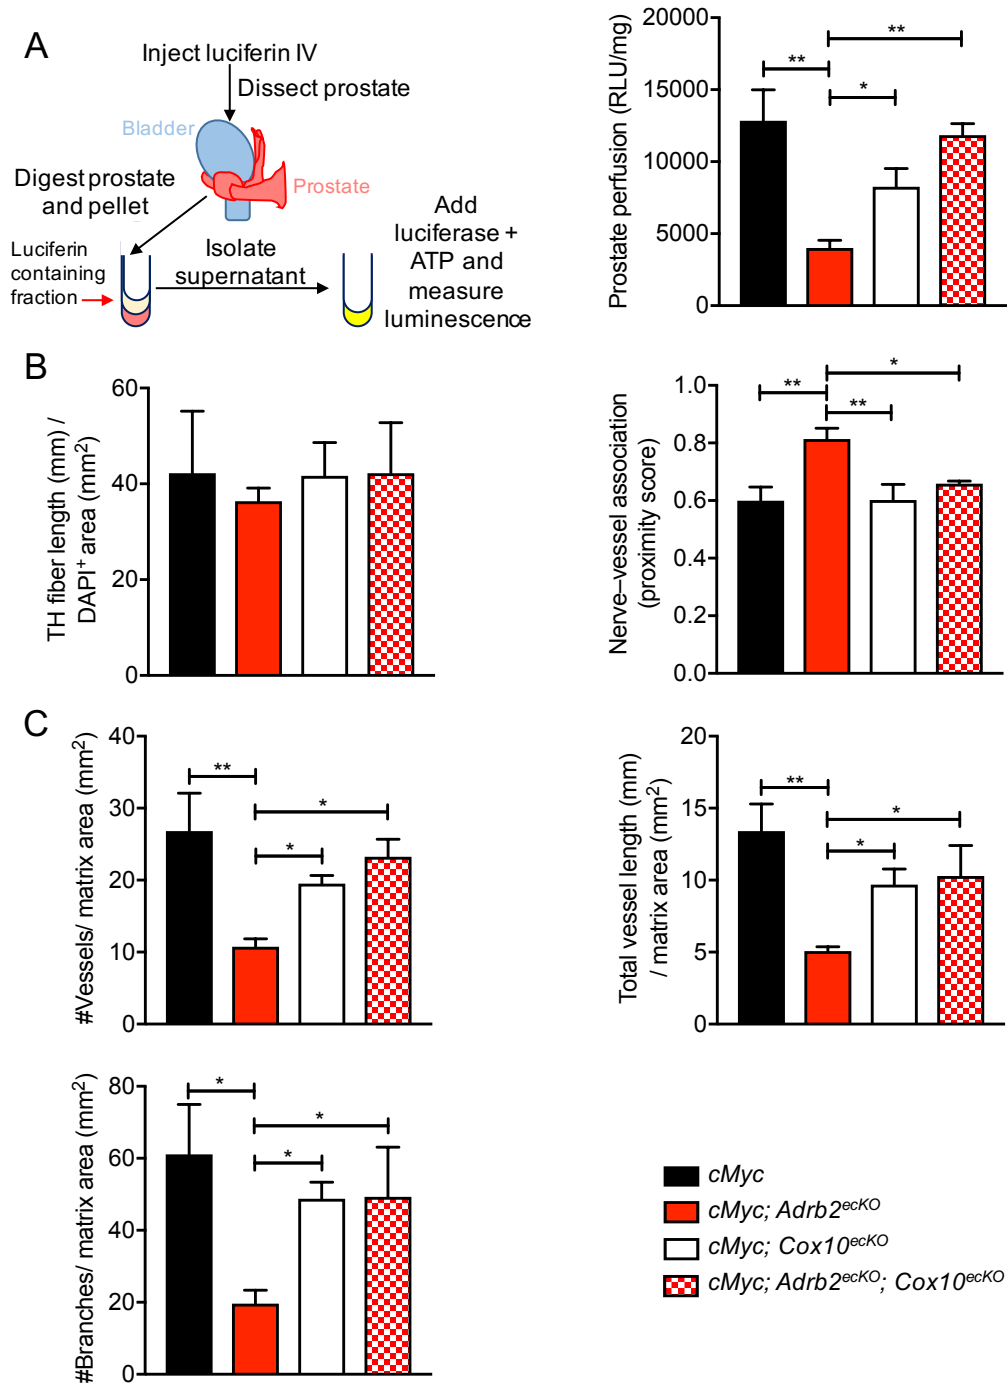 A
Inject luciferin IV
Dissect prostate
Bladder
Prostate
Digest prostate
and pellet
Luciferin
containing
fraction
Isolate
supernatant
Add
luciferase +
ATP and
measure
luminescence
Prostate perfusion (RLU/mg)
20000
15000
10000
5000
0
**
**
*
B
TH fiber length (mm) /
DAPI⁺ area (mm²)
60
40
20
0
Nerve–vessel association
(proximity score)
1.0
0.8
0.6
0.4
0.2
0.0
*
**
**
C
#Vessels/ matrix area (mm²)
40
30
20
10
0
**
*
*
Total vessel length (mm)
/ matrix area (mm²)
20
15
10
5
0
**
*
*
#Branches/ matrix area (mm²)
80
60
40
20
0
*
*
*
cMyc
cMyc; Adrb2ecKO
cMyc; Cox10ecKO
cMyc; Adrb2ecKO; Cox10ecKO